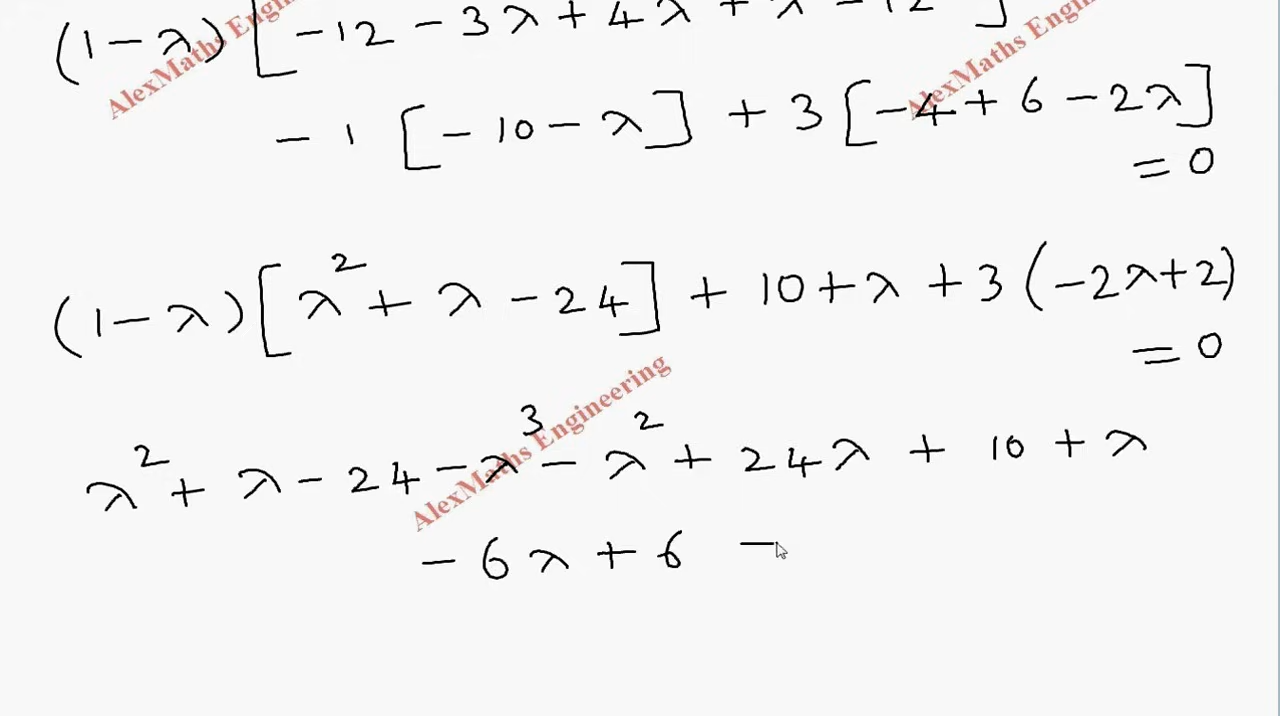 (1 - λ) [-12 - 3λ + 4λ + λ² - 12]
- 1 [-10 - λ] + 3 [-4 + 6 - 2λ]
= 0
(1 - λ) [λ² + λ - 24] + 10 + λ + 3 (-2λ + 2)
= 0
λ² + λ - 24 - λ³ - λ² + 24λ + 10 + λ
- 6λ + 6 -
AlexMaths Engineering
AlexMaths Engineering
AlexMaths Engineering